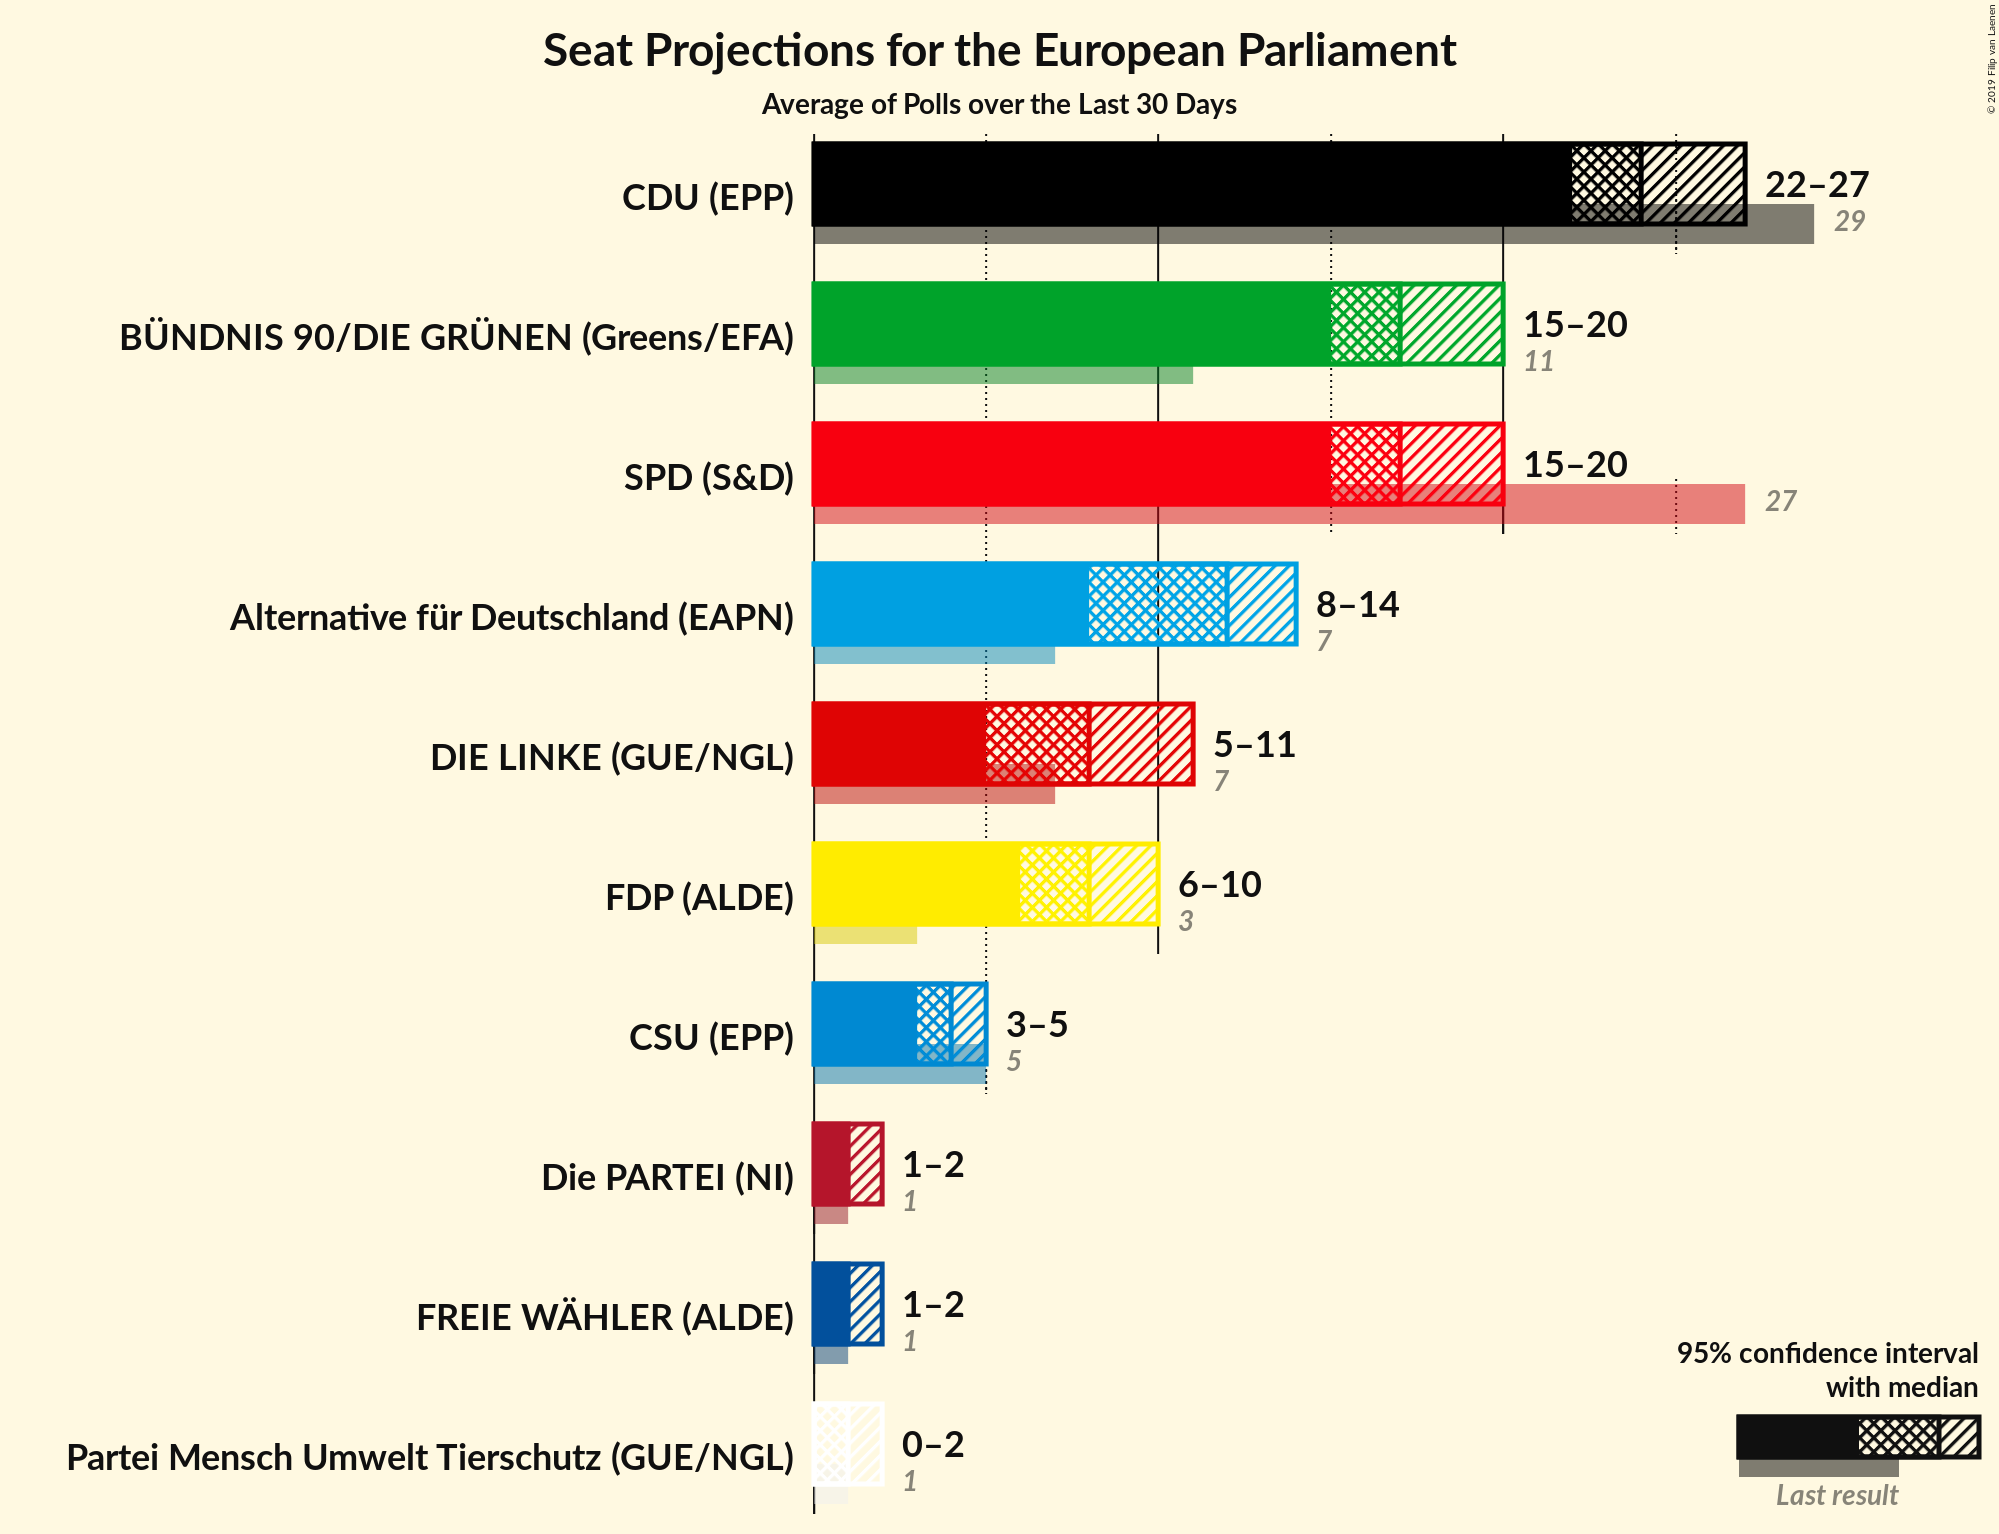 Seat Projections for the European Parliament
Average of Polls over the Last 30 Days
© 2019 Filip van Laenen
CDU (EPP)
22–27
29
BÜNDNIS 90/DIE GRÜNEN (Greens/EFA)
15–20
11
SPD (S&D)
15–20
27
Alternative für Deutschland (EAPN)
8–14
7
DIE LINKE (GUE/NGL)
5–11
7
FDP (ALDE)
6–10
3
CSU (EPP)
3–5
5
Die PARTEI (NI)
1–2
1
FREIE WÄHLER (ALDE)
1–2
1
Partei Mensch Umwelt Tierschutz (GUE/NGL)
0–2
1
95% confidence interval
with median
Last result